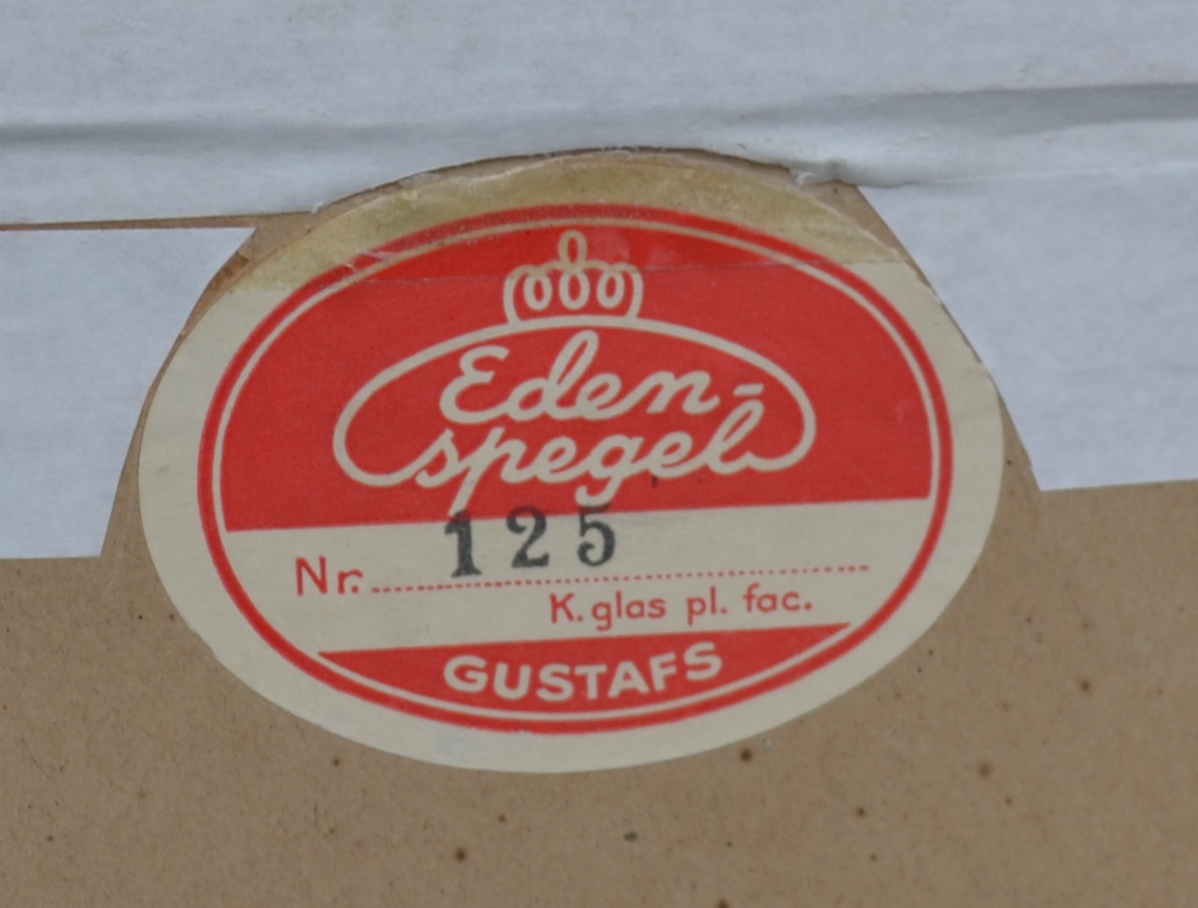 Eden-
spegel
125
Nr.
K. glas pl. fac.
GUSTAFS